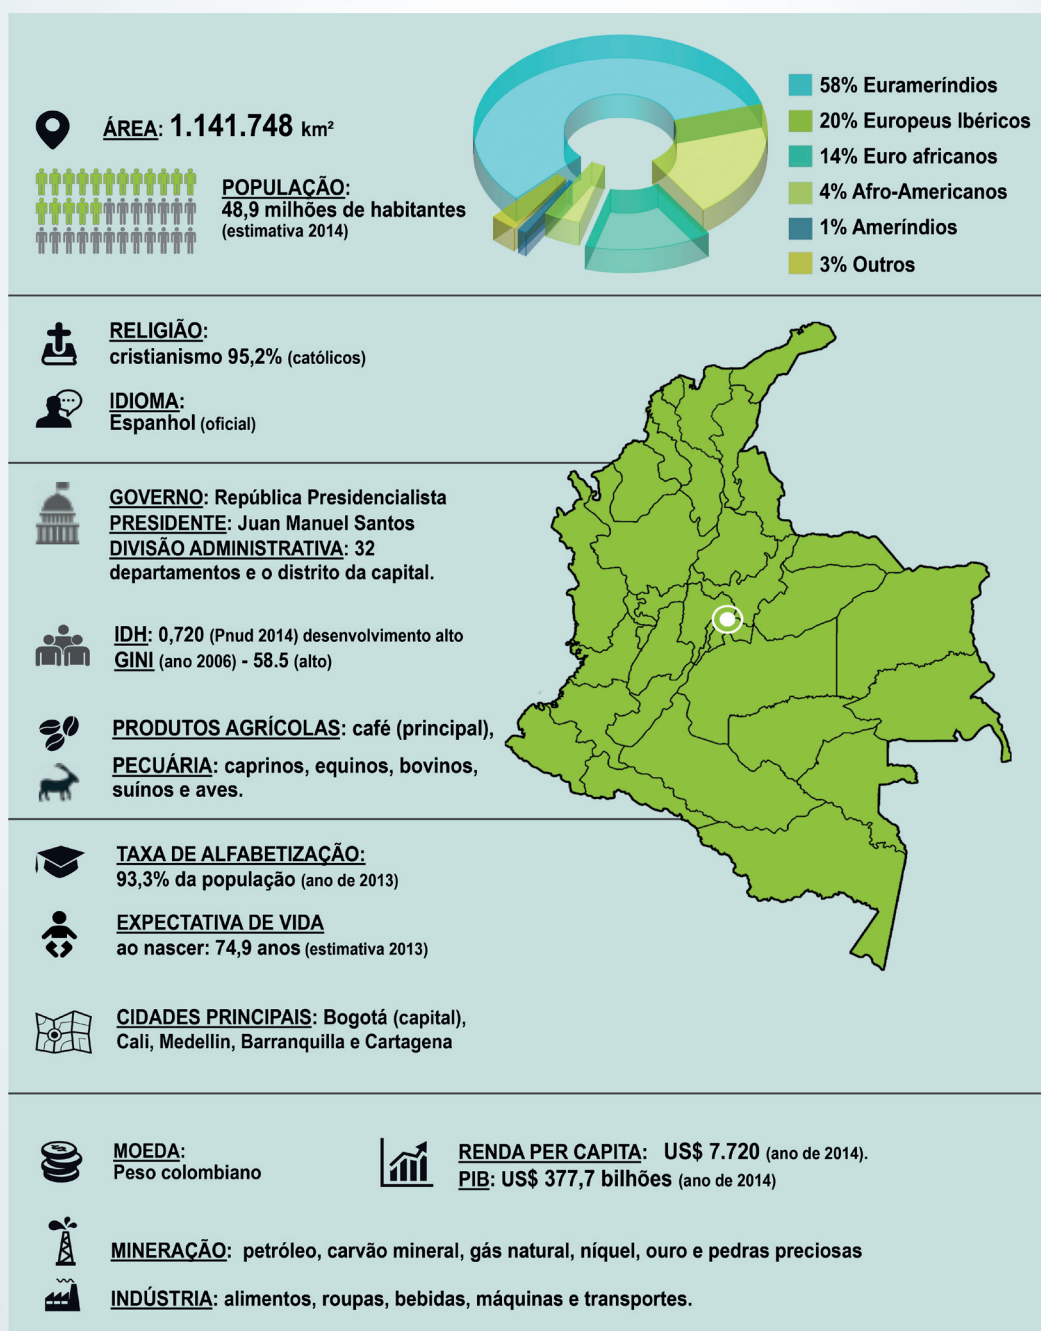 ÁREA: 1.141.748 km²
POPULAÇÃO:
48,9 milhões de habitantes
(estimativa 2014)
58% Eurameríndios
20% Europeus Ibéricos
14% Euro africanos
4% Afro-Americanos
1% Ameríndios
3% Outros
RELIGIÃO:
cristianismo 95,2% (católicos)
IDIOMA:
Espanhol (oficial)
GOVERNO: República Presidencialista
PRESIDENTE: Juan Manuel Santos
DIVISÃO ADMINISTRATIVA: 32
departamentos e o distrito da capital.
IDH: 0,720 (Pnud 2014) desenvolvimento alto
GINI (ano 2006) - 58.5 (alto)
PRODUTOS AGRÍCOLAS: café (principal),
PECUÁRIA: caprinos, equinos, bovinos,
suínos e aves.
TAXA DE ALFABETIZAÇÃO:
93,3% da população (ano de 2013)
EXPECTATIVA DE VIDA
ao nascer: 74,9 anos (estimativa 2013)
CIDADES PRINCIPAIS: Bogotá (capital),
Cali, Medellin, Barranquilla e Cartagena
MOEDA:
Peso colombiano
RENDA PER CAPITA: US$ 7.720 (ano de 2014).
PIB: US$ 377,7 bilhões (ano de 2014)
MINERAÇÃO: petróleo, carvão mineral, gás natural, níquel, ouro e pedras preciosas
INDÚSTRIA: alimentos, roupas, bebidas, máquinas e transportes.